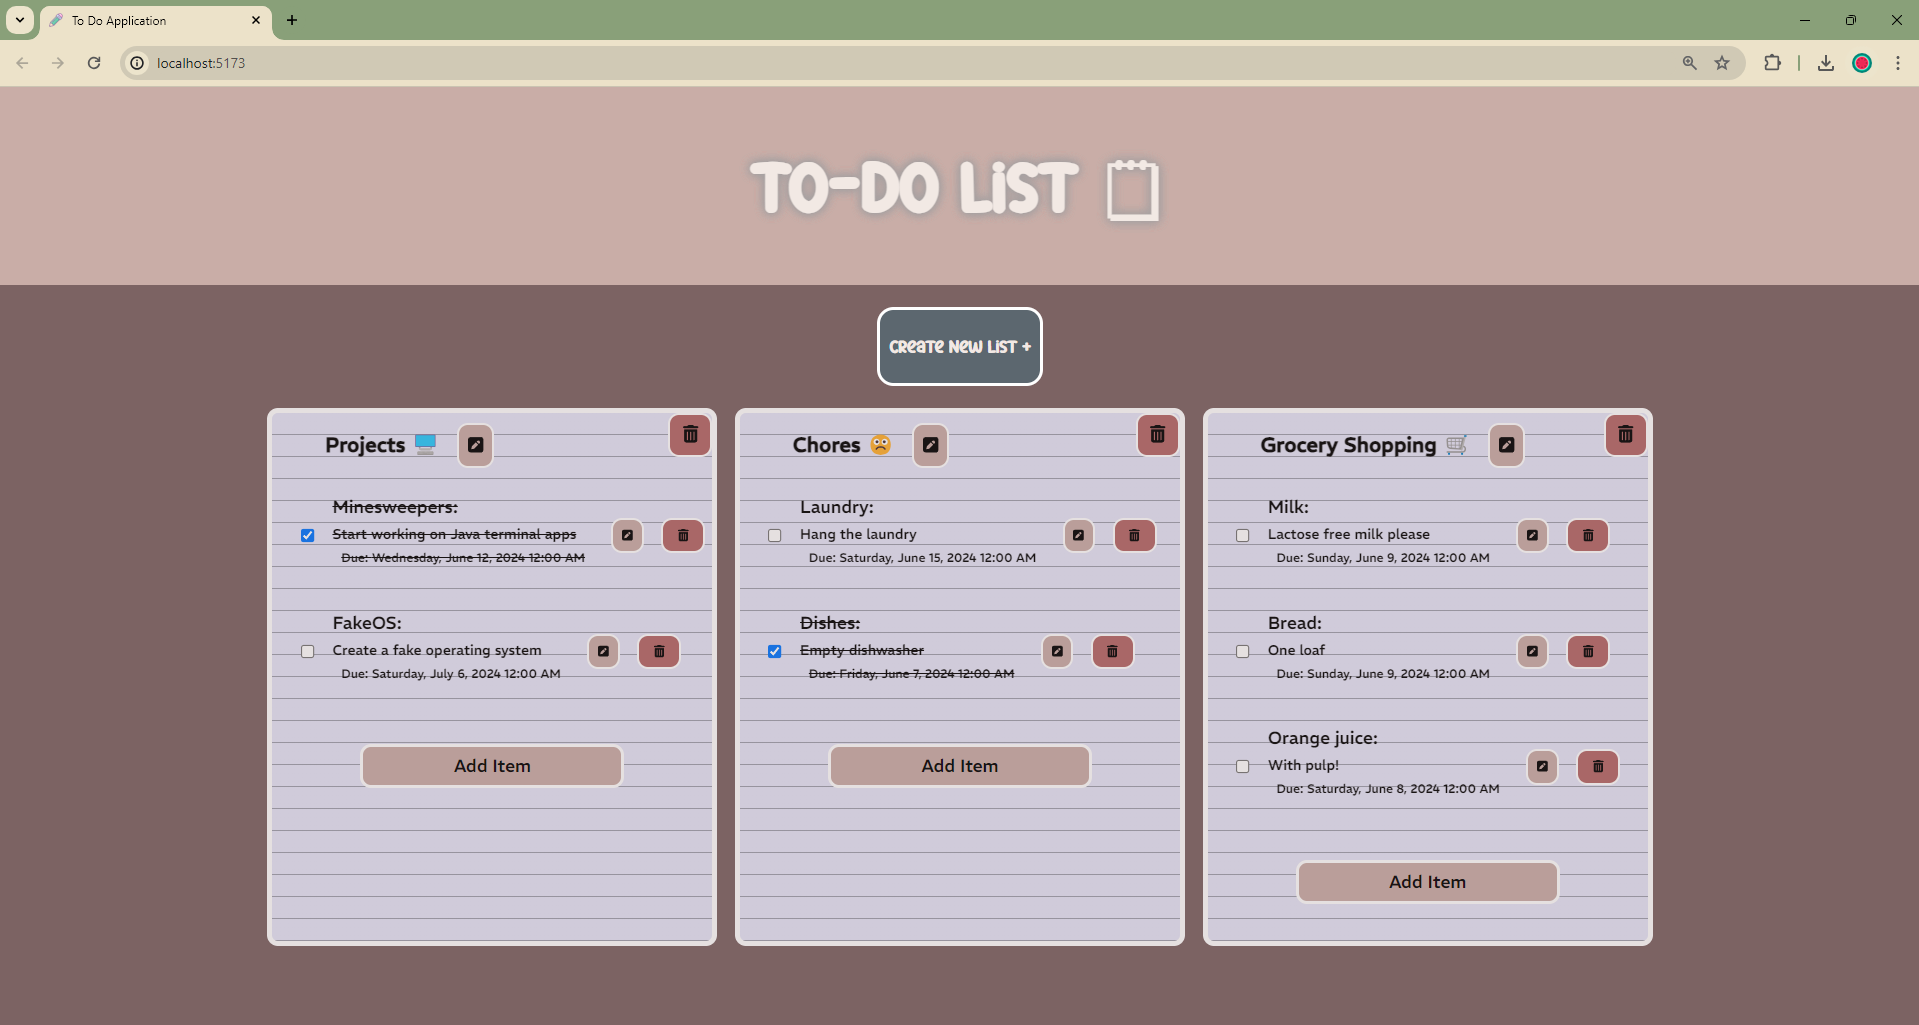 To Do Application
localhost:5173
TO-DO LiST
Create New List +
Projects 🖥️
Minesweepers:
Start working on Java terminal apps
Due: Wednesday, June 12, 2024 12:00 AM
FakeOS:
Create a fake operating system
Due: Saturday, July 6, 2024 12:00 AM
Add Item
Chores 😟
Laundry:
Hang the laundry
Due: Saturday, June 15, 2024 12:00 AM
Dishes:
Empty dishwasher
Due: Friday, June 7, 2024 12:00 AM
Add Item
Grocery Shopping 🛒
Milk:
Lactose free milk please
Due: Sunday, June 9, 2024 12:00 AM
Bread:
One loaf
Due: Sunday, June 9, 2024 12:00 AM
Orange juice:
With pulp!
Due: Saturday, June 8, 2024 12:00 AM
Add Item